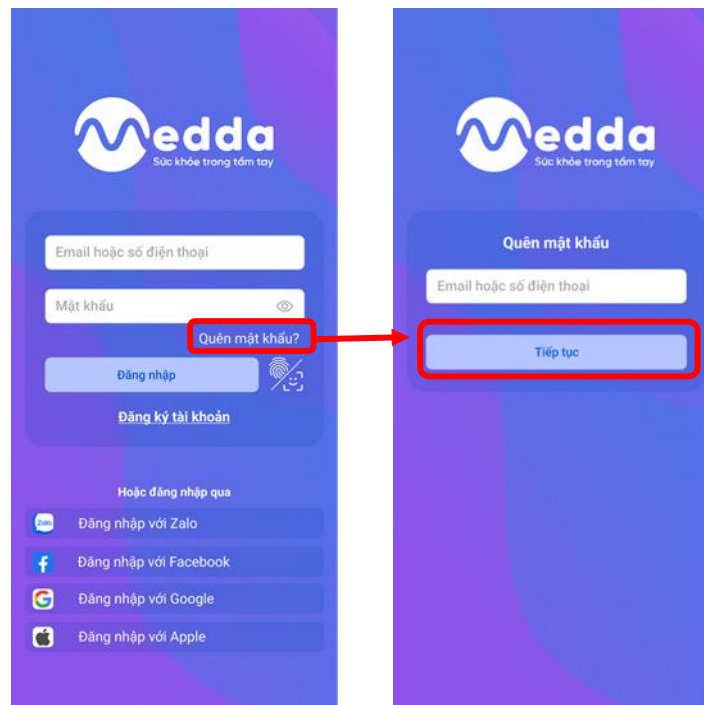 Medda
Sức khỏe trong tầm tay
Email hoặc số điện thoại
Mật khẩu
Quên mật khẩu?
Đăng nhập
Đăng ký tài khoản
Hoặc đăng nhập qua
Zalo
Đăng nhập với Zalo
Đăng nhập với Facebook
Đăng nhập với Google
Đăng nhập với Apple
Medda
Sức khỏe trong tầm tay
Quên mật khẩu
Email hoặc số điện thoại
Tiếp tục